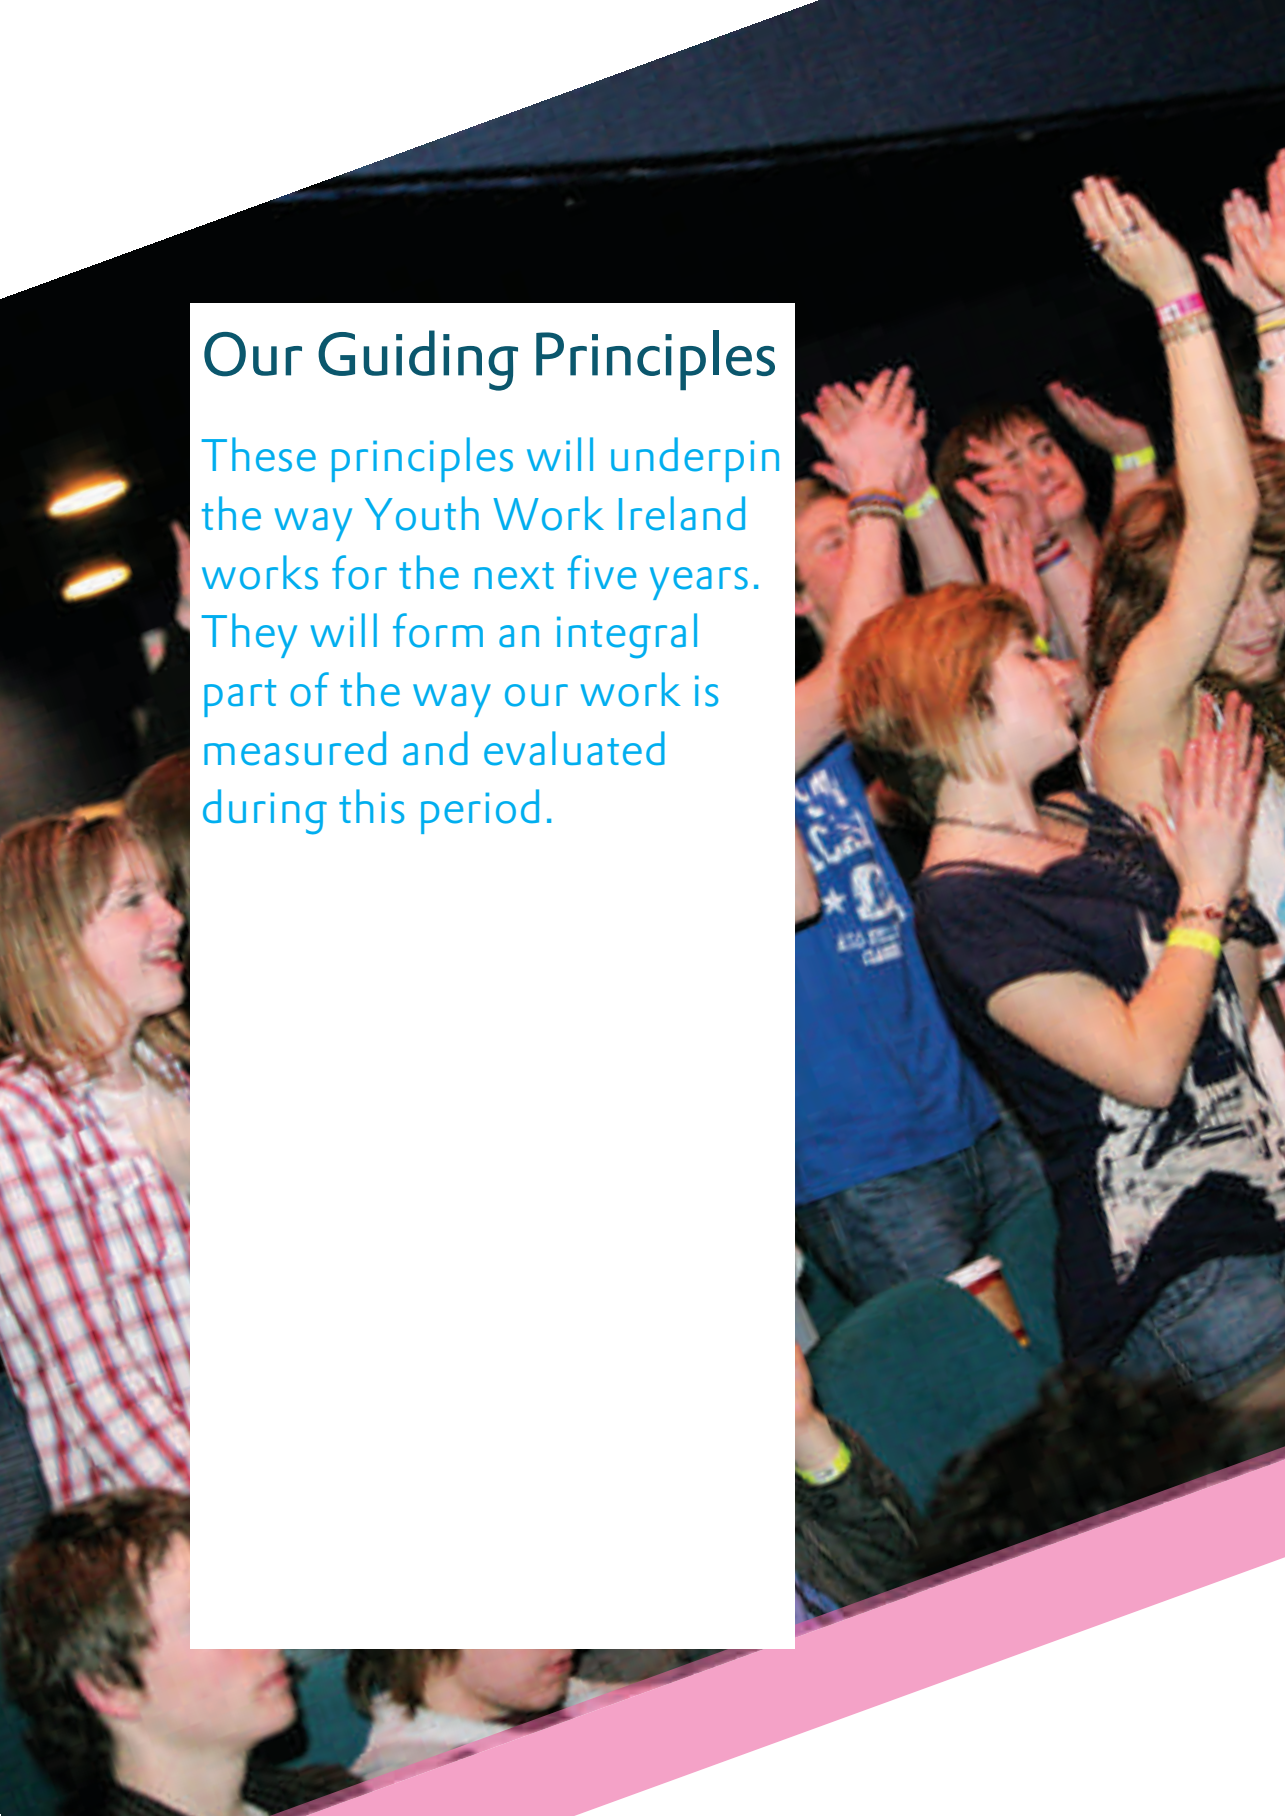 Our Guiding Principles
These principles will underpin
the way Youth Work Ireland
works for the next five years.
They will form an integral
part of the way our work is
measured and evaluated
during this period.